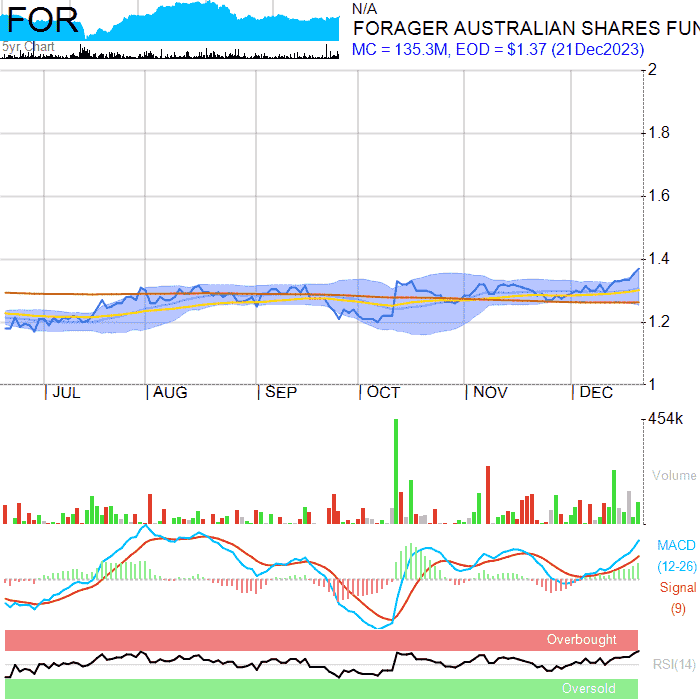 FOR
5yr Chart
N/A
FORAGER AUSTRALIAN SHARES FUN
MC = 135.3M, EOD = $1.37 (21Dec2023)
2
1.8
1.6
1.4
1.2
1
JUL AUG SEP OCT NOV DEC
454k
Volume
MACD
(12-26)
Signal
(9)
Overbought
RSI(14)
Oversold